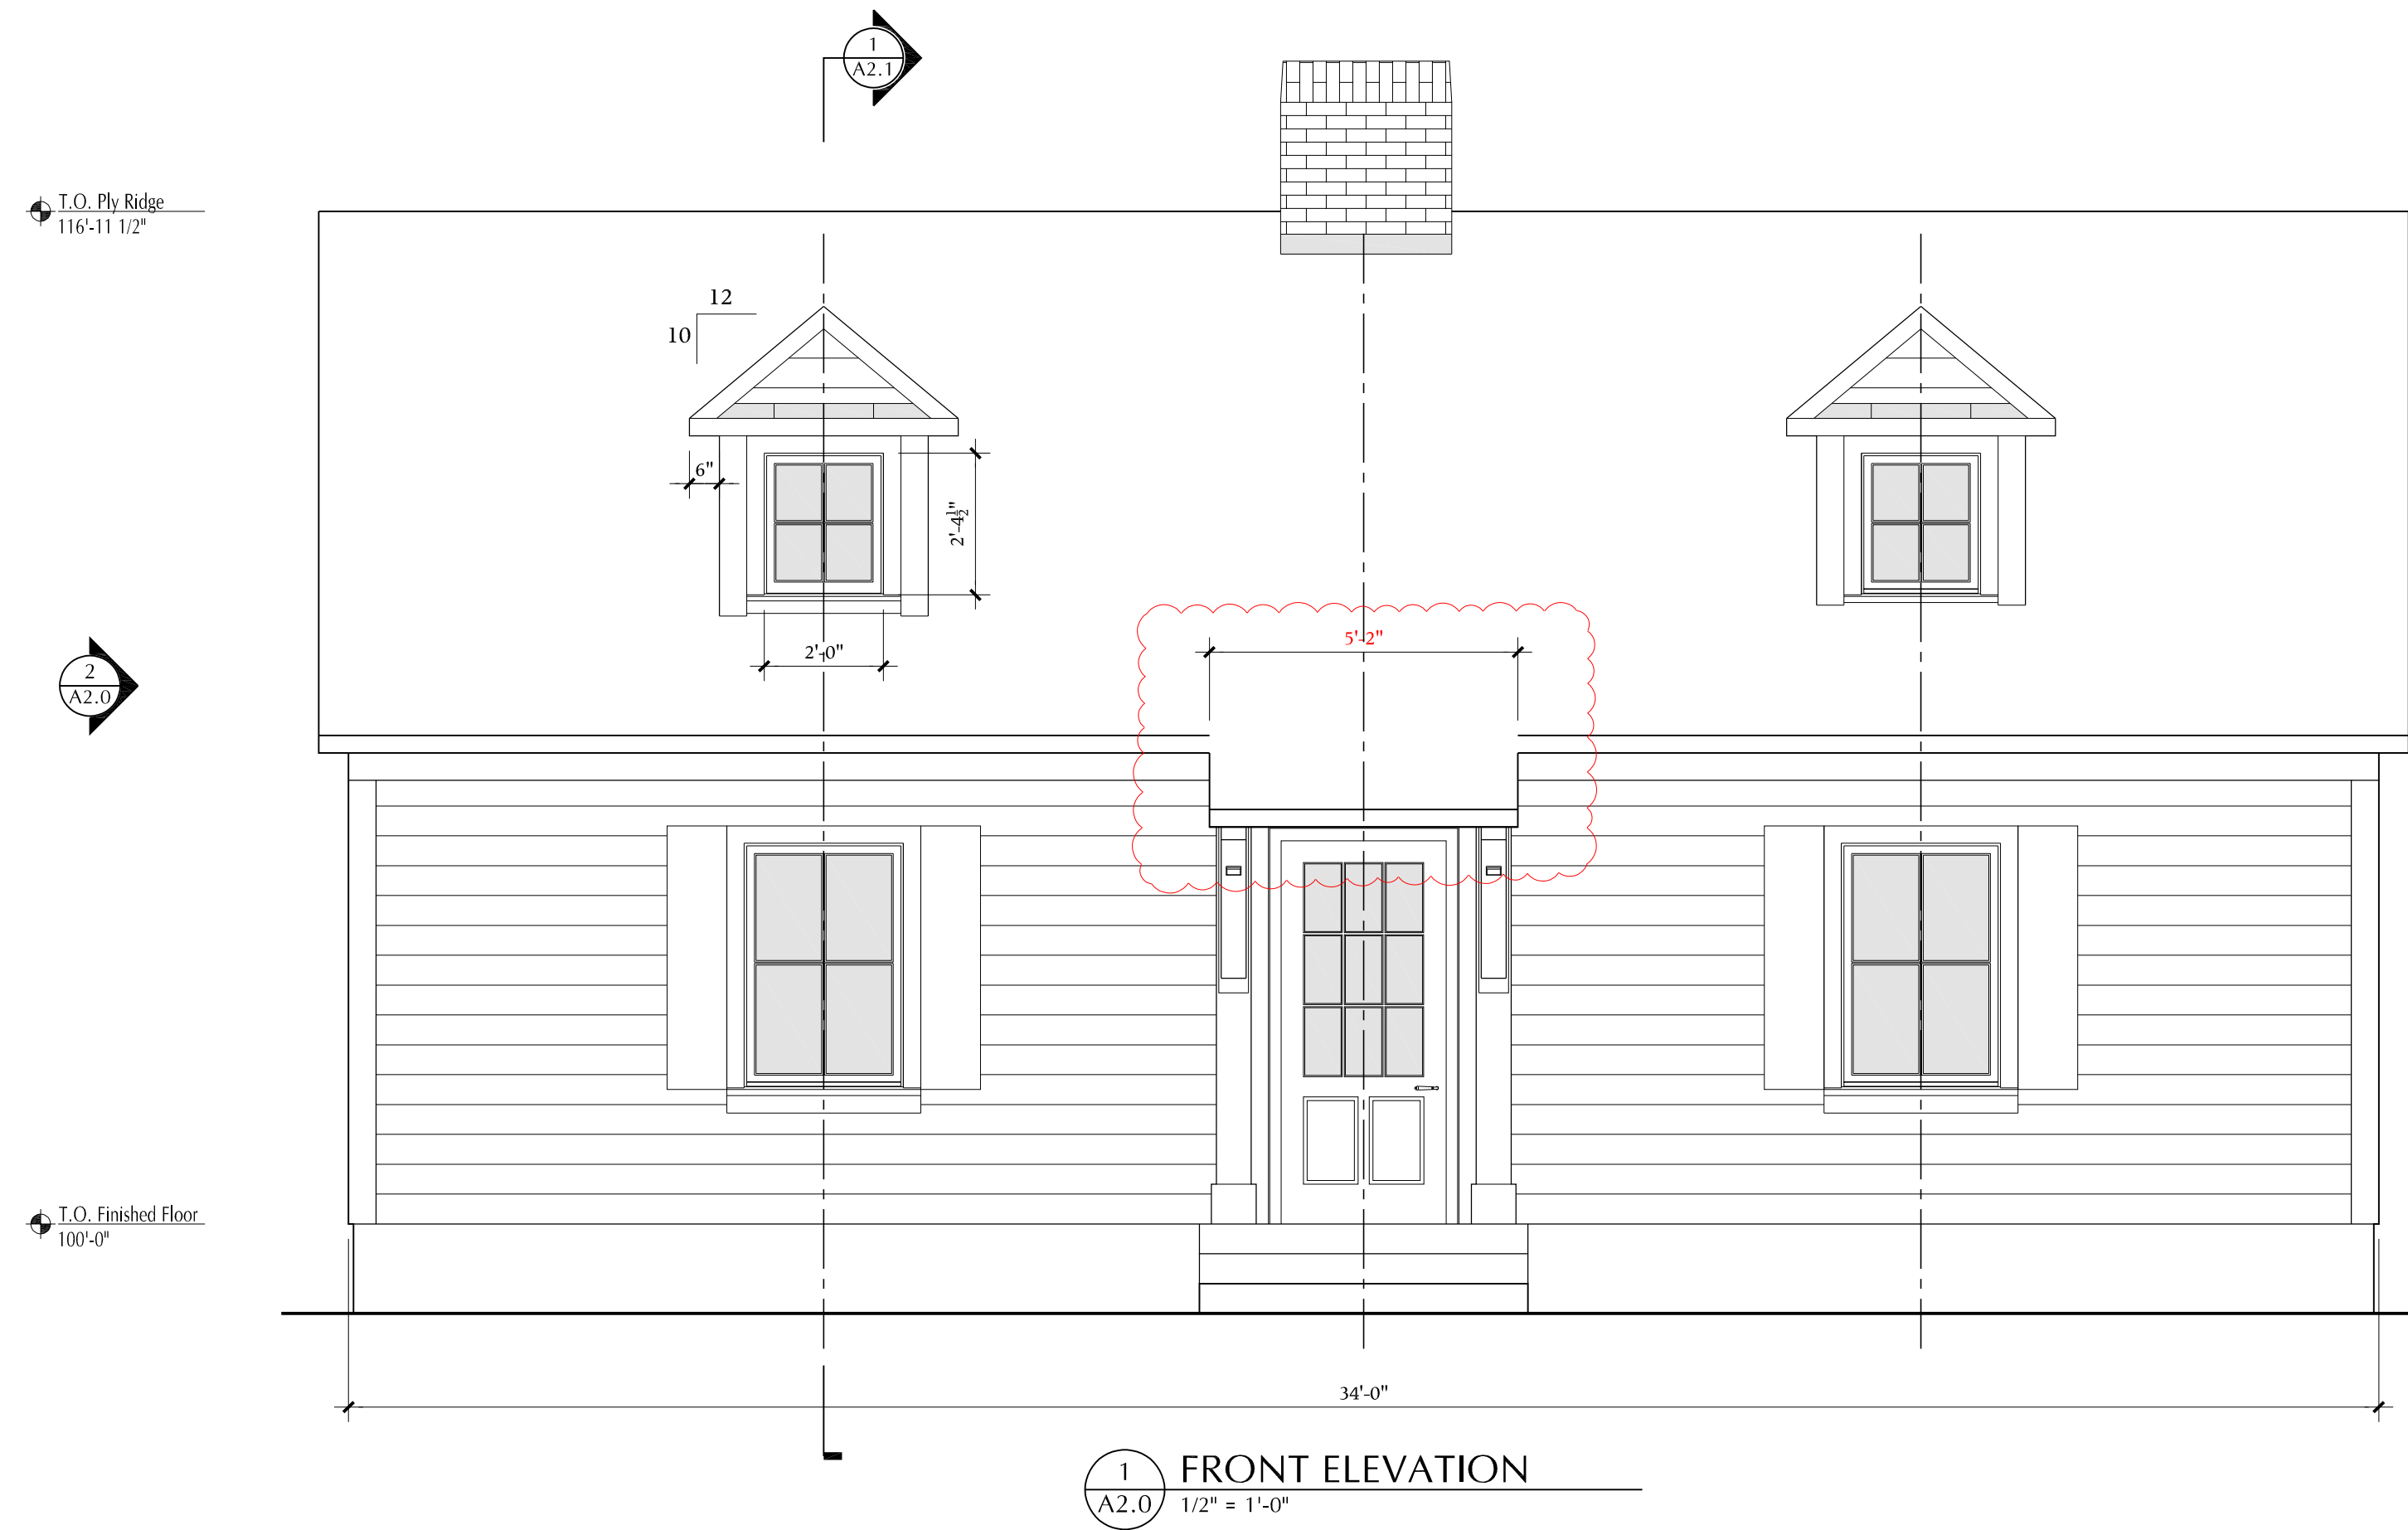 1
A2.1
T.O. Ply Ridge
116'-11 1/2"
12
10
6"
2'-4½"
2'-0"
5'-2"
2
A2.0
T.O. Finished Floor
100'-0"
34'-0"
1
A2.0
FRONT ELEVATION
1/2" = 1'-0"